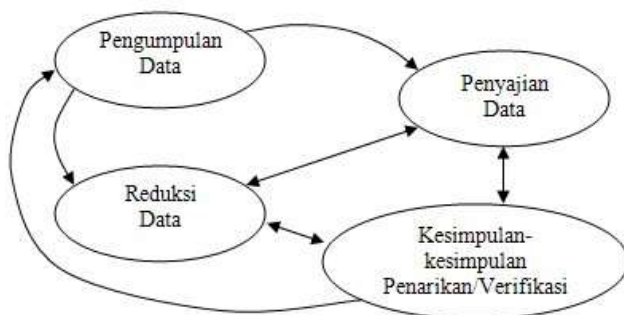 Pengumpulan
Data
Penyajian
Data
Reduksi
Data
Kesimpulan-
kesimpulan
Penarikan/Verifikasi